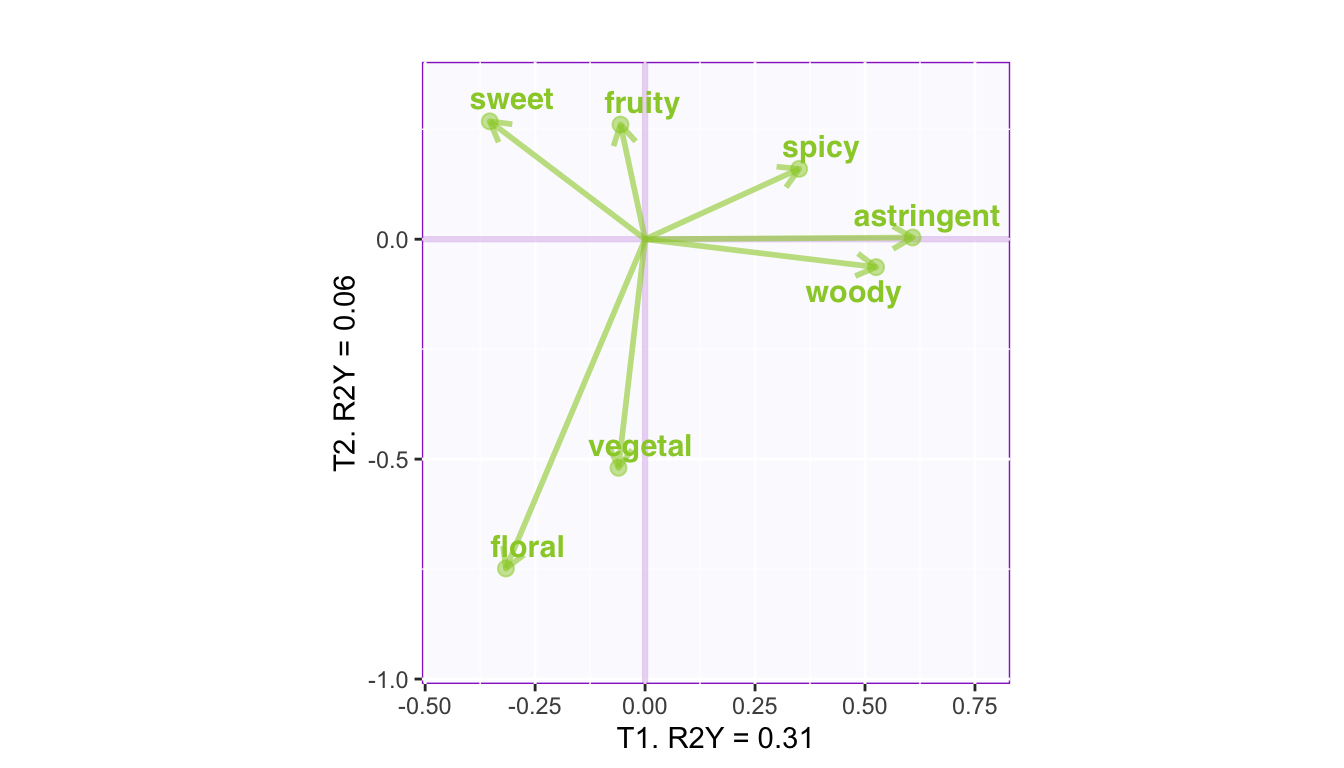 sweet
fruity
spicy
astringent
woody
vegetal
floral
0.0
-0.5
-1.0
T2. R2Y = 0.06
-0.50
-0.25
0.00
0.25
0.50
0.75
T1. R2Y = 0.31